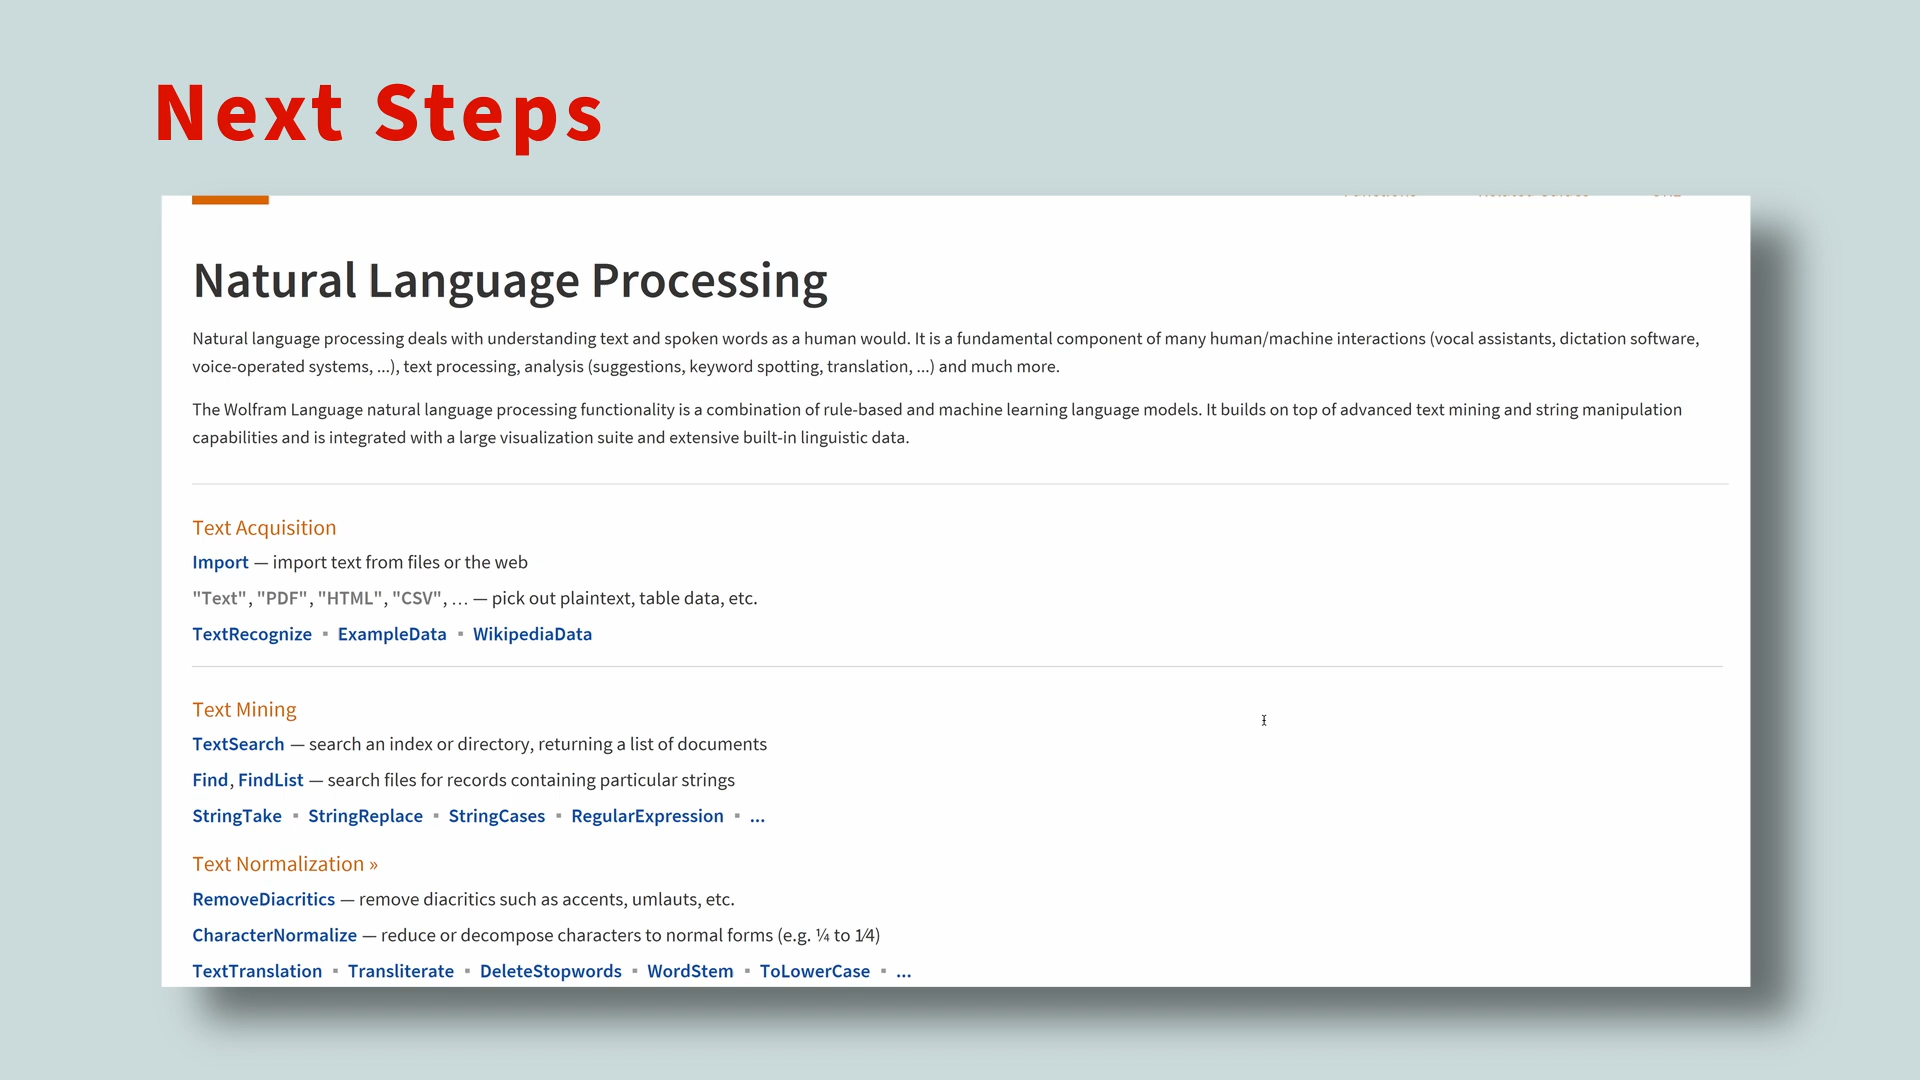 Next Steps
Natural Language Processing
Natural language processing deals with understanding text and spoken words as a human would. It is a fundamental component of many human/machine interactions (vocal assistants, dictation software,
voice-operated systems, ...), text processing, analysis (suggestions, keyword spotting, translation, ...) and much more.
The Wolfram Language natural language processing functionality is a combination of rule-based and machine learning language models. It builds on top of advanced text mining and string manipulation
capabilities and is integrated with a large visualization suite and extensive built-in linguistic data.
Text Acquisition
Import — import text from files or the web
"Text", "PDF", "HTML", "CSV", … — pick out plaintext, table data, etc.
TextRecognize ▪ ExampleData ▪ WikipediaData
Text Mining
TextSearch — search an index or directory, returning a list of documents
Find, FindList — search files for records containing particular strings
StringTake ▪ StringReplace ▪ StringCases ▪ RegularExpression ▪ ...
Text Normalization »
RemoveDiacritics — remove diacritics such as accents, umlauts, etc.
CharacterNormalize — reduce or decompose characters to normal forms (e.g. ¼ to 1⁄4)
TextTranslation ▪ Transliterate ▪ DeleteStopwords ▪ WordStem ▪ ToLowerCase ▪ ...